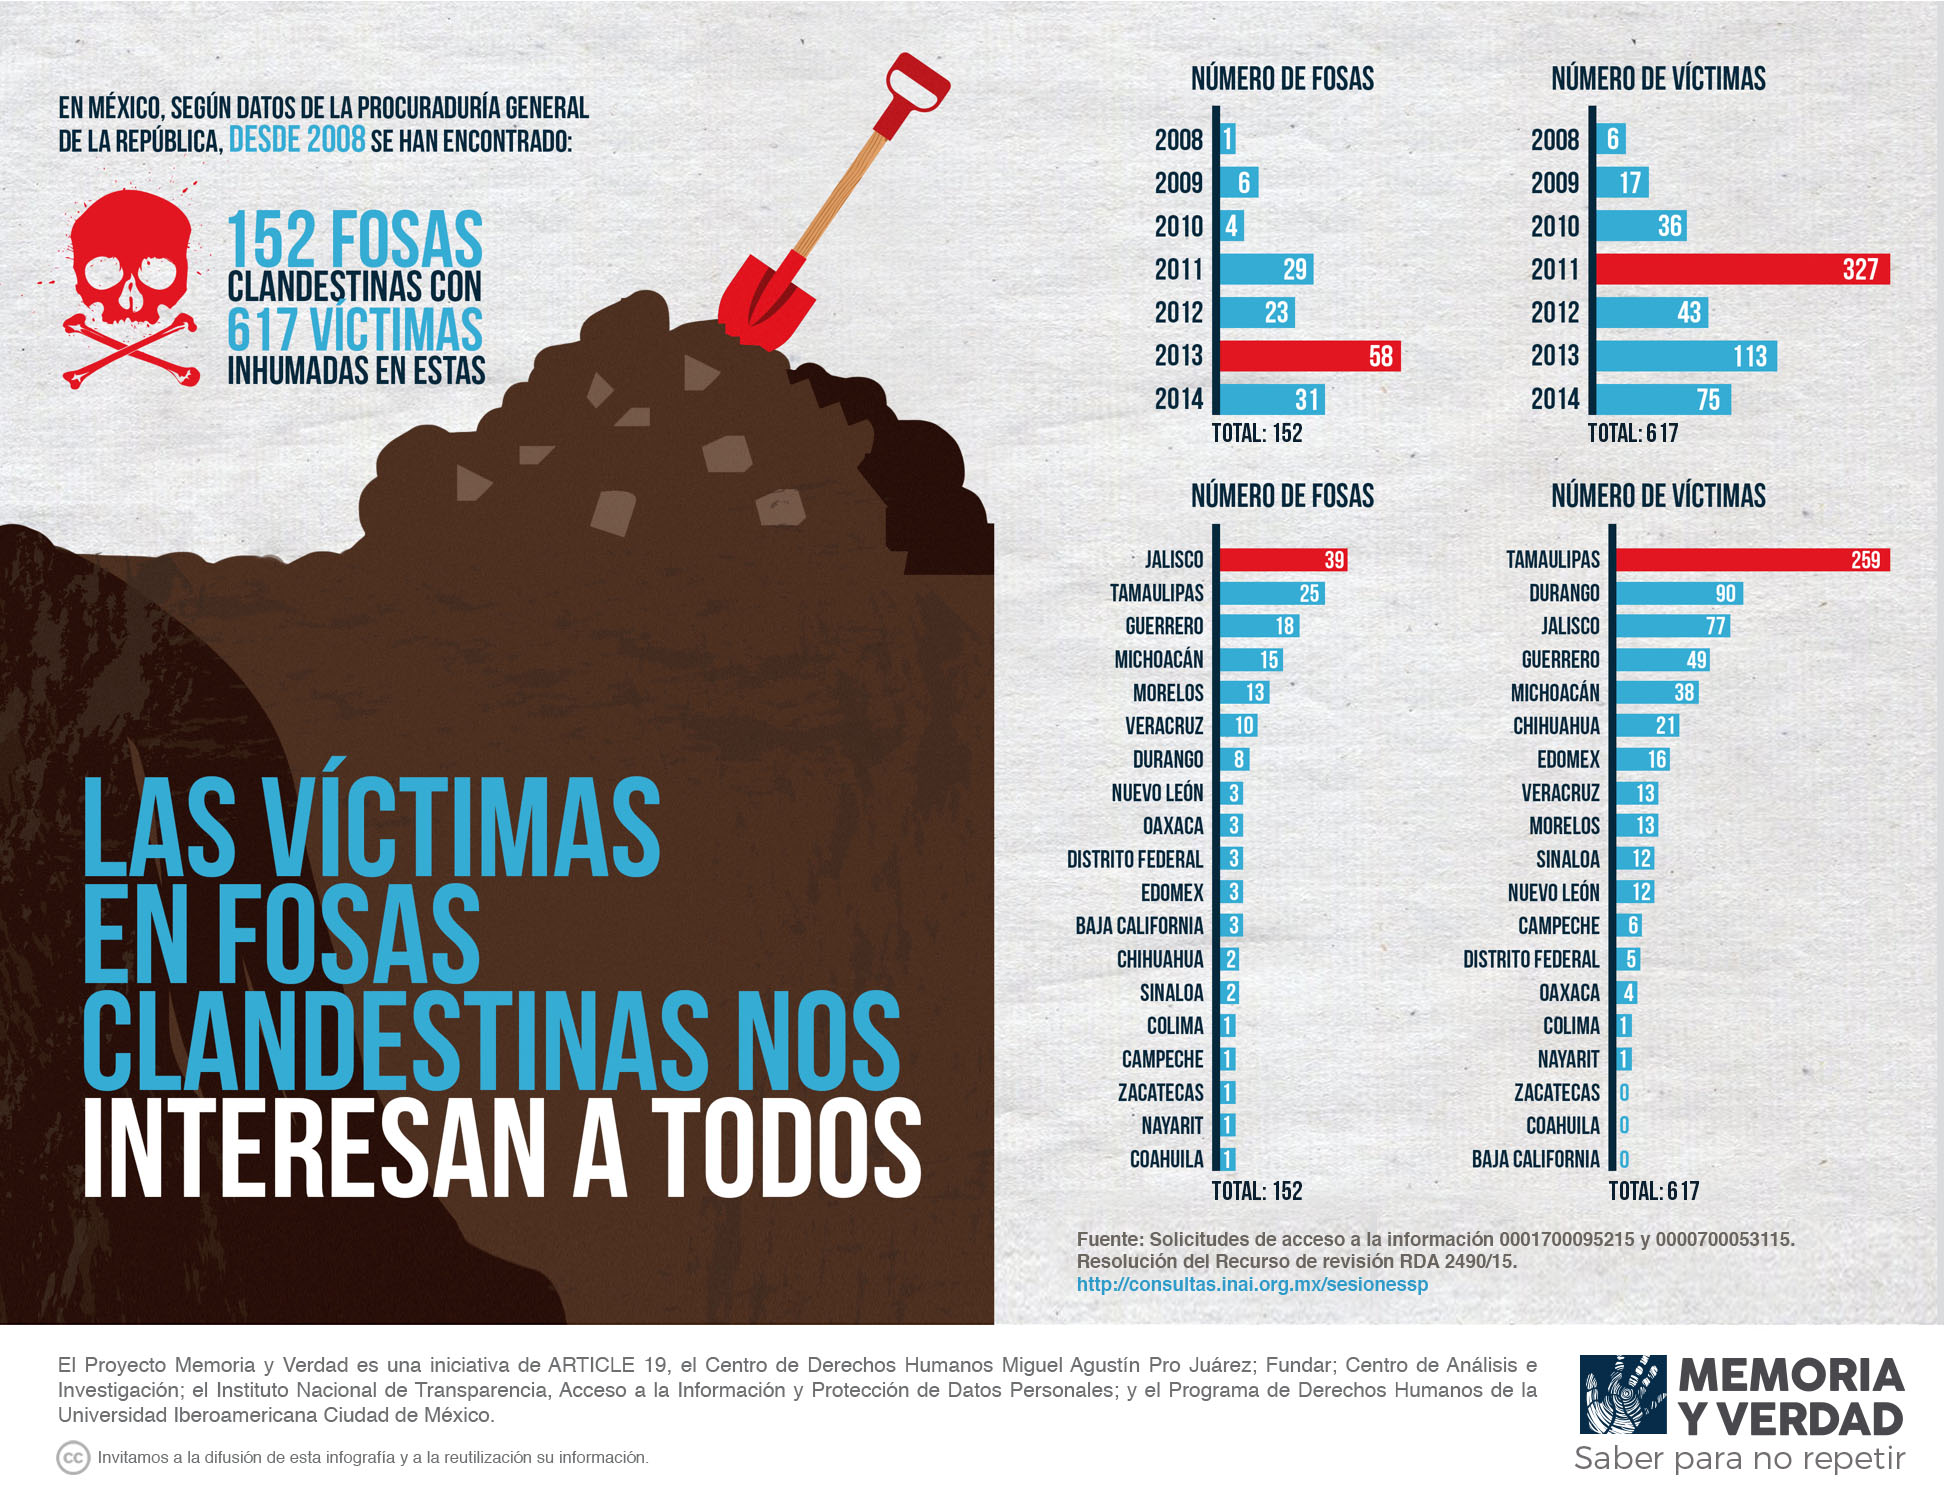 EN MÉXICO, SEGÚN DATOS DE LA PROCURADURÍA GENERAL
DE LA REPÚBLICA, DESDE 2008 SE HAN ENCONTRADO:
152 FOSAS
CLANDESTINAS CON
617 VÍCTIMAS
INHUMADAS EN ESTAS
LAS VÍCTIMAS
EN FOSAS
CLANDESTINAS NOS
INTERESAN A TODOS
NÚMERO DE FOSAS
2008 1
2009 6
2010 4
2011 29
2012 23
2013 58
2014 31
TOTAL: 152
NÚMERO DE VÍCTIMAS
2008 6
2009 17
2010 36
2011 327
2012 43
2013 113
2014 75
TOTAL: 617
NÚMERO DE FOSAS
JALISCO 39
TAMAULIPAS 25
GUERRERO 18
MICHOACÁN 15
MORELOS 13
VERACRUZ 10
DURANGO 8
NUEVO LEÓN 3
OAXACA 3
DISTRITO FEDERAL 3
EDOMEX 3
BAJA CALIFORNIA 3
CHIHUAHUA 2
SINALOA 2
COLIMA 1
CAMPECHE 1
ZACATECAS 1
NAYARIT 1
COAHUILA 1
TOTAL: 152
NÚMERO DE VÍCTIMAS
TAMAULIPAS 259
DURANGO 90
JALISCO 77
GUERRERO 49
MICHOACÁN 38
CHIHUAHUA 21
EDOMEX 16
VERACRUZ 13
MORELOS 13
SINALOA 12
NUEVO LEÓN 12
CAMPECHE 6
DISTRITO FEDERAL 5
OAXACA 4
COLIMA 1
NAYARIT 1
ZACATECAS 0
COAHUILA 0
BAJA CALIFORNIA 0
TOTAL: 617
Fuente: Solicitudes de acceso a la información 0001700095215 y 0000700053115.
Resolución del Recurso de revisión RDA 2490/15.
http://consultas.inai.org.mx/sesionessp
El Proyecto Memoria y Verdad es una iniciativa de ARTICLE 19, el Centro de Derechos Humanos Miguel Agustín Pro Juárez; Fundar; Centro de Análisis e
Investigación; el Instituto Nacional de Transparencia, Acceso a la Información y Protección de Datos Personales; y el Programa de Derechos Humanos de la
Universidad Iberoamericana Ciudad de México.
cc Invitamos a la difusión de esta infografía y a la reutilización su información.
MEMORIA
Y VERDAD
Saber para no repetir